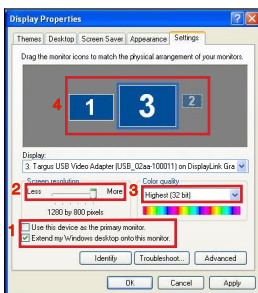 Display Properties
Themes Desktop Screen Saver Appearance Settings
Drag the monitor icons to match the physical arrangement of your monitors.
4
1 3 2
Display:
3. Targus USB Video Adapter (USB_02aa-100011) on DisplayLink Gra
Screen resolution
Color quality
2 Less More 3 Highest (32 bit)
1280 by 800 pixels
1 Use this device as the primary monitor.
Extend my Windows desktop onto this monitor.
Identify Troubleshoot... Advanced
OK Cancel Apply